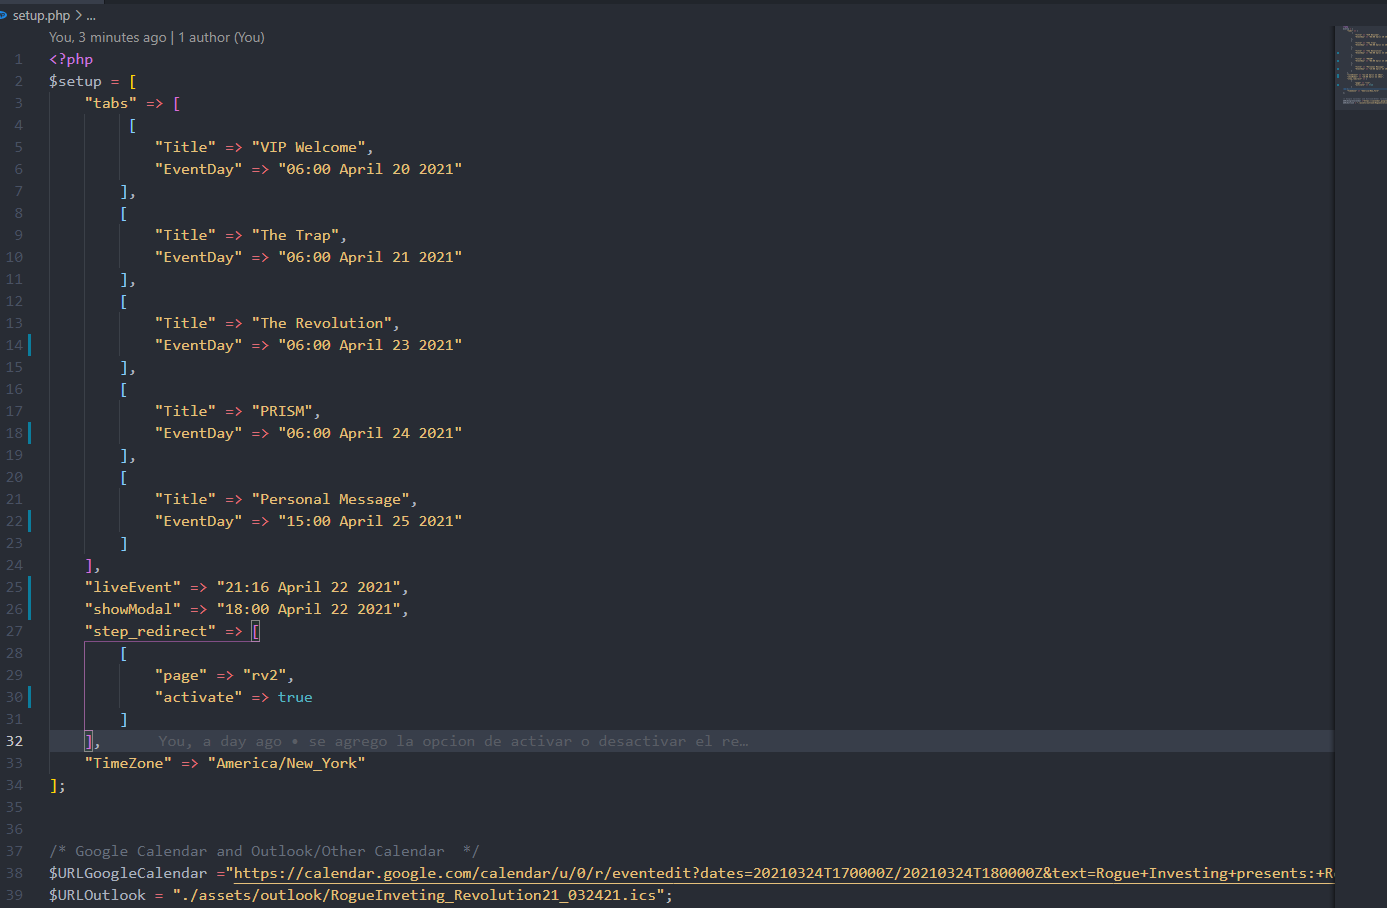 setup.php > ...
You, 3 minutes ago | 1 author (You)
1 <?php
2 $setup = [
3 "tabs" => [
4 [
5 "Title" => "VIP Welcome",
6 "EventDay" => "06:00 April 20 2021"
7 ],
8 [
9 "Title" => "The Trap",
10 "EventDay" => "06:00 April 21 2021"
11 ],
12 [
13 "Title" => "The Revolution",
14 "EventDay" => "06:00 April 23 2021"
15 ],
16 [
17 "Title" => "PRISM",
18 "EventDay" => "06:00 April 24 2021"
19 ],
20 [
21 "Title" => "Personal Message",
22 "EventDay" => "15:00 April 25 2021"
23 ]
24 ],
25 "liveEvent" => "21:16 April 22 2021",
26 "showModal" => "18:00 April 22 2021",
27 "step_redirect" => [
28 [
29 "page" => "rv2",
30 "activate" => true
31 ]
32 ], You, a day ago • se agrego la opcion de activar o desactivar el re…
33 "TimeZone" => "America/New_York"
34 ];
35
36
37 /* Google Calendar and Outlook/Other Calendar */
38 $URLGoogleCalendar ="https://calendar.google.com/calendar/u/0/r/eventedit?dates=20210324T170000Z/20210324T180000Z&text=Rogue+Investing+presents:+R
39 $URLOutlook = "./assets/outlook/RogueInveting_Revolution21_032421.ics";